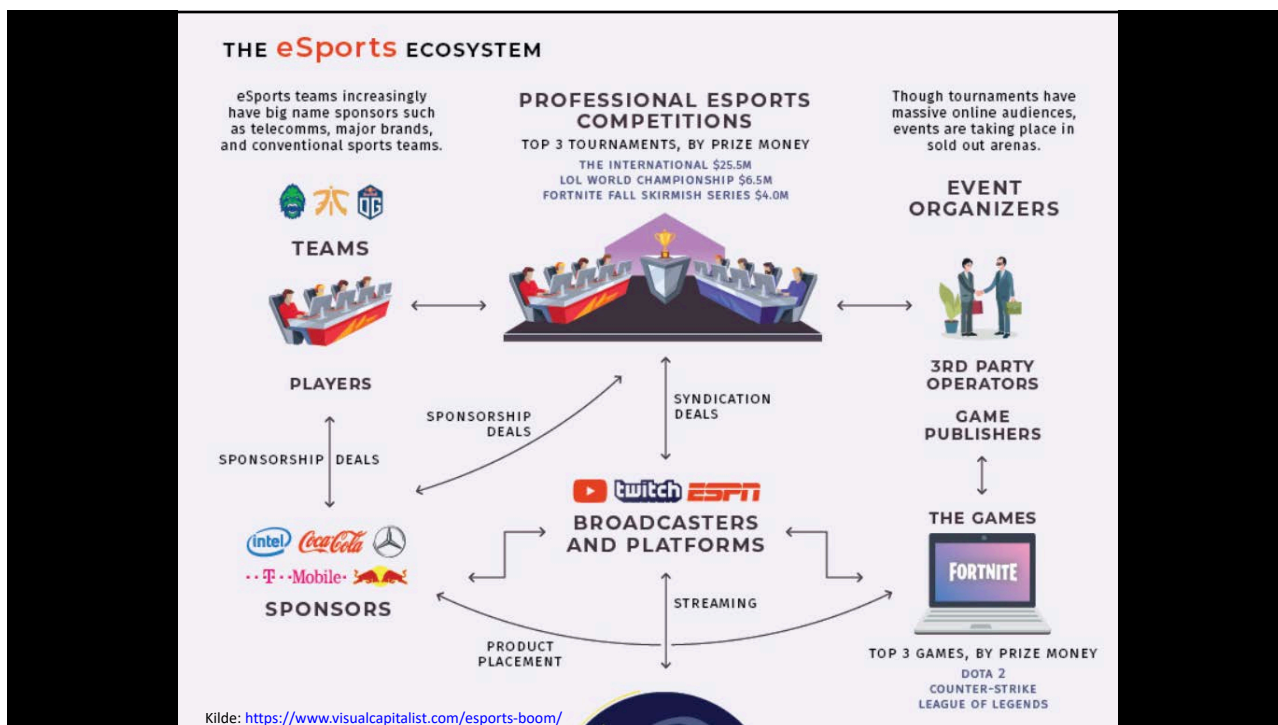 THE eSports ECOSYSTEM
eSports teams increasingly
have big name sponsors such
as telecomms, major brands,
and conventional sports teams.
OG
TEAMS
PLAYERS
PROFESSIONAL ESPORTS
COMPETITIONS
TOP 3 TOURNAMENTS, BY PRIZE MONEY
THE INTERNATIONAL $25.5M
LOL WORLD CHAMPIONSHIP $6.5M
FORTNITE FALL SKIRMISH SERIES $4.0M
Though tournaments have
massive online audiences,
events are taking place in
sold out arenas.
EVENT
ORGANIZERS
3RD PARTY
OPERATORS
GAME
PUBLISHERS
SPONSORSHIP DEALS
SPONSORSHIP
DEALS
SYNDICATION
DEALS
intel Coca-Cola
T Mobile
SPONSORS
twitch ESPN
BROADCASTERS
AND PLATFORMS
STREAMING
PRODUCT
PLACEMENT
THE GAMES
FORTNITE
TOP 3 GAMES, BY PRIZE MONEY
DOTA 2
COUNTER-STRIKE
LEAGUE OF LEGENDS
Kilde: https://www.visualcapitalist.com/esports-boom/